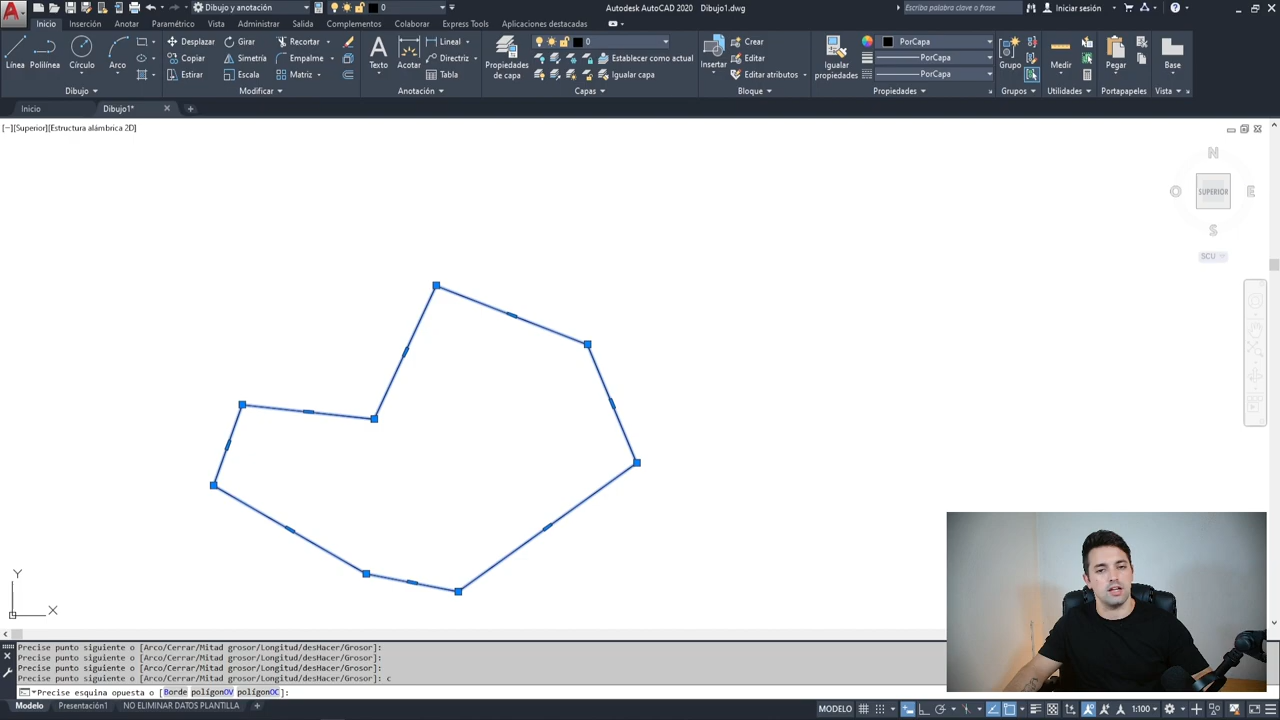 Dibujo y anotación
0
Autodesk AutoCAD 2020 Dibujo1.dwg
Escriba palabra clave o frase
Iniciar sesión
Inicio Inserción Anotar Paramétrico Vista Administrar Salida Complementos Colaborar Express Tools Aplicaciones destacadas
Línea
Polilínea
Círculo
Arco
Desplazar Girar Recortar
Copiar Simetría Empalme
Estirar Escala Matriz
Texto
Acotar
Lineal
Directriz
Tabla
Propiedades
de capa
0
Establecer como actual
Igualar capa
Insertar
Crear
Editar
Editar atributos
Igualar
propiedades
PorCapa
PorCapa
PorCapa
Grupo
Medir
Pegar
Base
Dibujo Modificar Anotación Capas Bloque Propiedades Grupos Utilidades Portapapeles Vista
Inicio Dibujo1*
[−][Superior][Estructura alámbrica 2D]
N
O SUPERIOR E
S
SCU
Y
X
Precise punto siguiente o [Arco/Cerrar/Mitad grosor/Longitud/desHacer/Grosor]:
Precise punto siguiente o [Arco/Cerrar/Mitad grosor/Longitud/desHacer/Grosor]:
Precise punto siguiente o [Arco/Cerrar/Mitad grosor/Longitud/desHacer/Grosor]:
Precise punto siguiente o [Arco/Cerrar/Mitad grosor/Longitud/desHacer/Grosor]: c
Precise esquina opuesta o [Borde polígonOV polígonOC]:
Modelo Presentación1 NO ELIMINAR DATOS PLANTILLA
MODELO
1:100